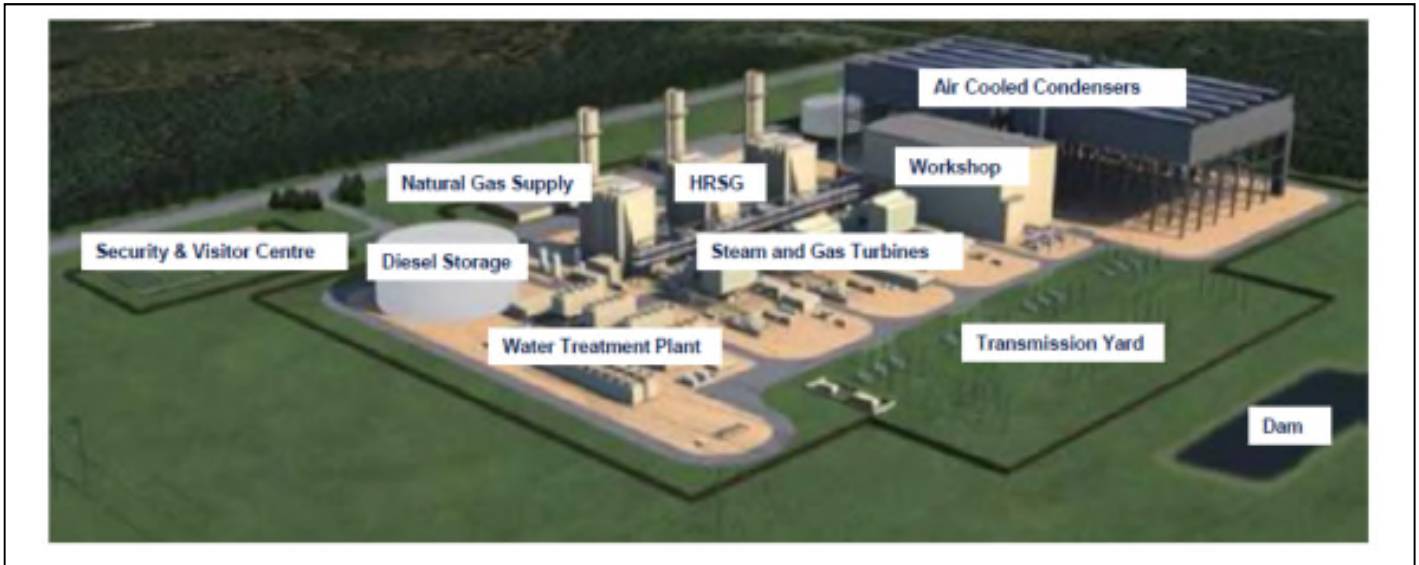 Air Cooled Condensers
Workshop
Natural Gas Supply
HRSG
Security & Visitor Centre
Diesel Storage
Steam and Gas Turbines
Water Treatment Plant
Transmission Yard
Dam